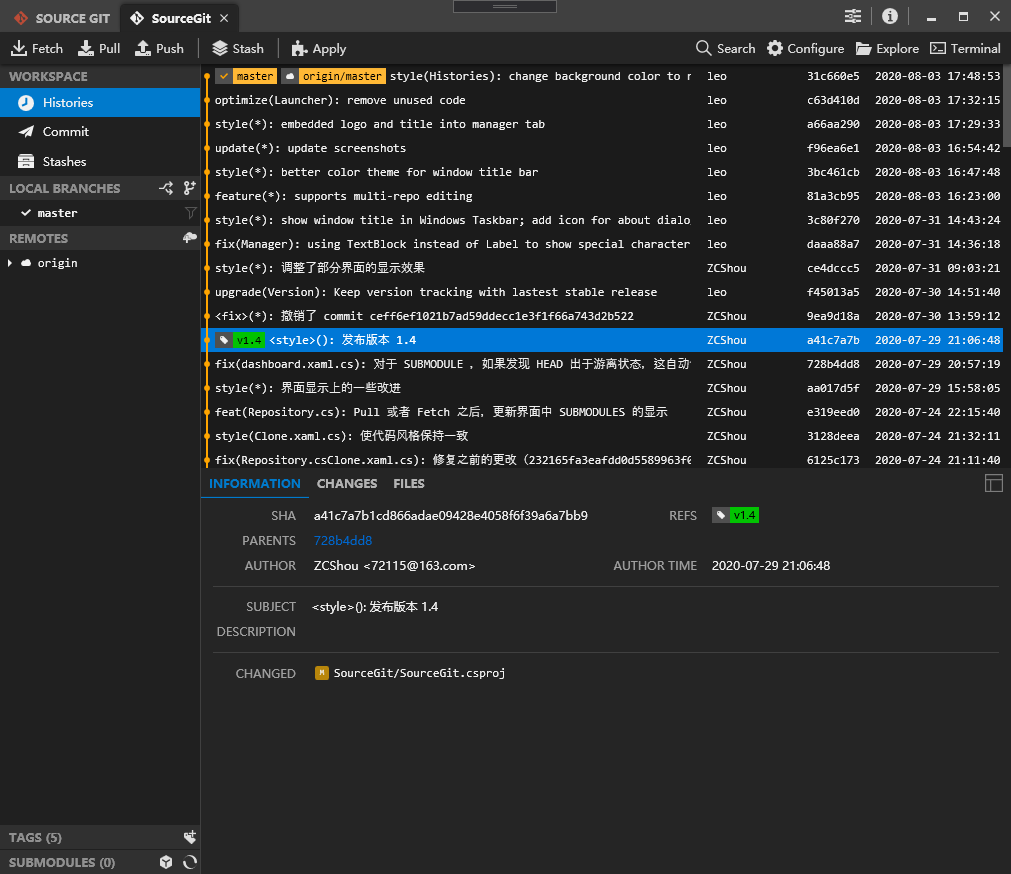 SOURCE GIT SourceGit
Fetch Pull Push Stash Apply Search Configure Explore Terminal
WORKSPACE
Histories
Commit
Stashes
LOCAL BRANCHES
master
REMOTES
origin
TAGS (5)
SUBMODULES (0)
master origin/master style(Histories): change background color to leo 31c660e5 2020-08-03 17:48:53
optimize(Launcher): remove unused code leo c63d410d 2020-08-03 17:32:15
style(*): embedded logo and title into manager tab leo a66aa290 2020-08-03 17:29:33
update(*): update screenshots leo f96ea6e1 2020-08-03 16:54:42
style(*): better color theme for window title bar leo 3bc461cb 2020-08-03 16:47:48
feature(*): supports multi-repo editing leo 81a3cb95 2020-08-03 16:23:00
style(*): show window title in Windows Taskbar; add icon for about dialo leo 3c80f270 2020-07-31 14:43:24
fix(Manager): using TextBlock instead of Label to show special character leo daaa88a7 2020-07-31 14:36:18
style(*): 调整了部分界面的显示效果 ZCShou ce4dccc5 2020-07-31 09:03:21
upgrade(Version): Keep version tracking with lastest stable release leo f45013a5 2020-07-30 14:51:40
<fix>(*): 撤销了 commit ceff6ef1021b7ad59ddecc1e3f1f66a743d2b522 ZCShou 9ea9d18a 2020-07-30 13:59:12
v1.4 <style>(): 发布版本 1.4 ZCShou a41c7a7b 2020-07-29 21:06:48
fix(dashboard.xaml.cs): 对于 SUBMODULE ，如果发现 HEAD 出于游离状态，这自动 ZCShou 728b4dd8 2020-07-29 20:57:19
style(*): 界面显示上的一些改进 ZCShou aa017d5f 2020-07-29 15:58:05
feat(Repository.cs): Pull 或者 Fetch 之后，更新界面中 SUBMODULES 的显示 ZCShou e319eed0 2020-07-24 22:15:40
style(Clone.xaml.cs): 使代码风格保持一致 ZCShou 3128deea 2020-07-24 21:32:11
fix(Repository.csClone.xaml.cs): 修复之前的更改（232165fa3eafdd0d5589963f6 ZCShou 6125c173 2020-07-24 21:11:40
INFORMATION CHANGES FILES
SHA a41c7a7b1cd866adae09428e4058f6f39a6a7bb9 REFS v1.4
PARENTS 728b4dd8
AUTHOR ZCShou <72115@163.com> AUTHOR TIME 2020-07-29 21:06:48
SUBJECT <style>(): 发布版本 1.4
DESCRIPTION
CHANGED M SourceGit/SourceGit.csproj